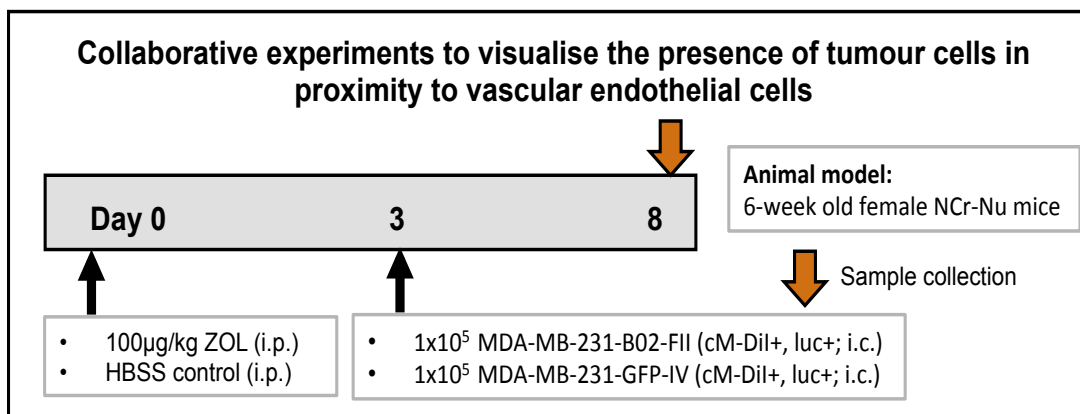 Collaborative experiments to visualise the presence of tumour cells in
proximity to vascular endothelial cells
Day 0 3 8
Animal model:
6-week old female NCr-Nu mice
Sample collection
• 100µg/kg ZOL (i.p.)
• HBSS control (i.p.)
• 1x10⁵ MDA-MB-231-B02-FII (cM-DiI+, luc+; i.c.)
• 1x10⁵ MDA-MB-231-GFP-IV (cM-DiI+, luc+; i.c.)